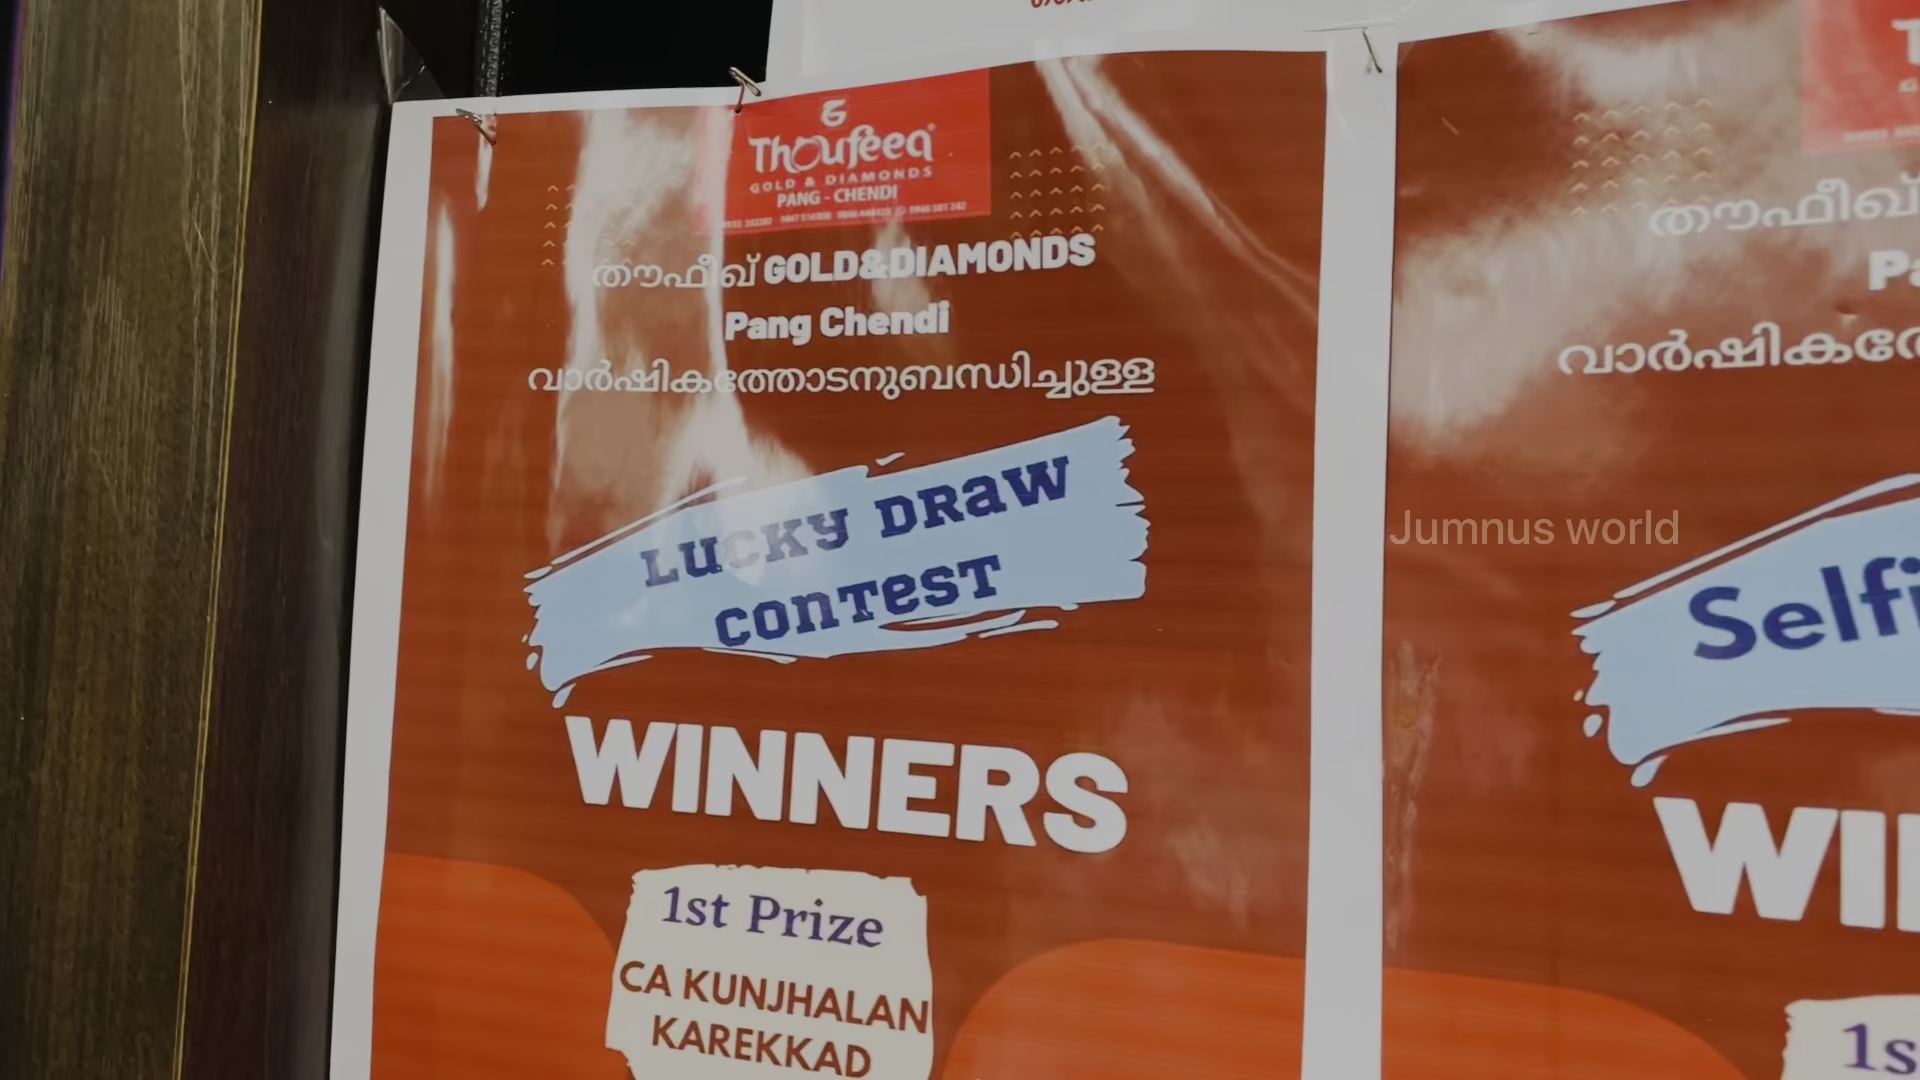 Thoufeeq
GOLD & DIAMONDS
PANG - CHENDI
തൗഫീഖ് GOLD&DIAMONDS
Pang Chendi
വാർഷികത്തോടനുബന്ധിച്ചുള്ള
LUCKY DRAW
CONTEST
WINNERS
1st Prize
CA KUNJHALAN
KAREKKAD
തൗഫീഖ്
Pa
വാർഷികത്തോ
Selfi
WI
1s
Jumnus world